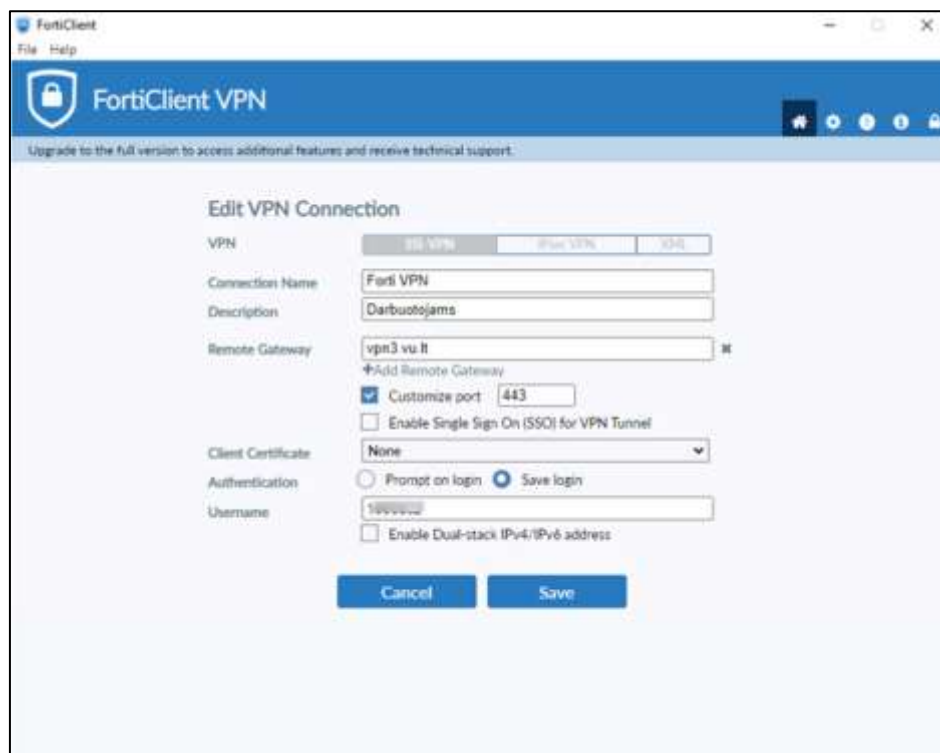 FortiClient
File Help
FortiClient VPN
Upgrade to the full version to access additional features and receive technical support.
Edit VPN Connection
VPN SSL-VPN IPsec VPN XML
Connection Name Forti VPN
Description Darbuotojams
Remote Gateway vpn3.vu.lt
+Add Remote Gateway
Customize port 443
Enable Single Sign On (SSO) for VPN Tunnel
Client Certificate None
Authentication Prompt on login Save login
Username
Enable Dual-stack IPv4/IPv6 address
Cancel Save